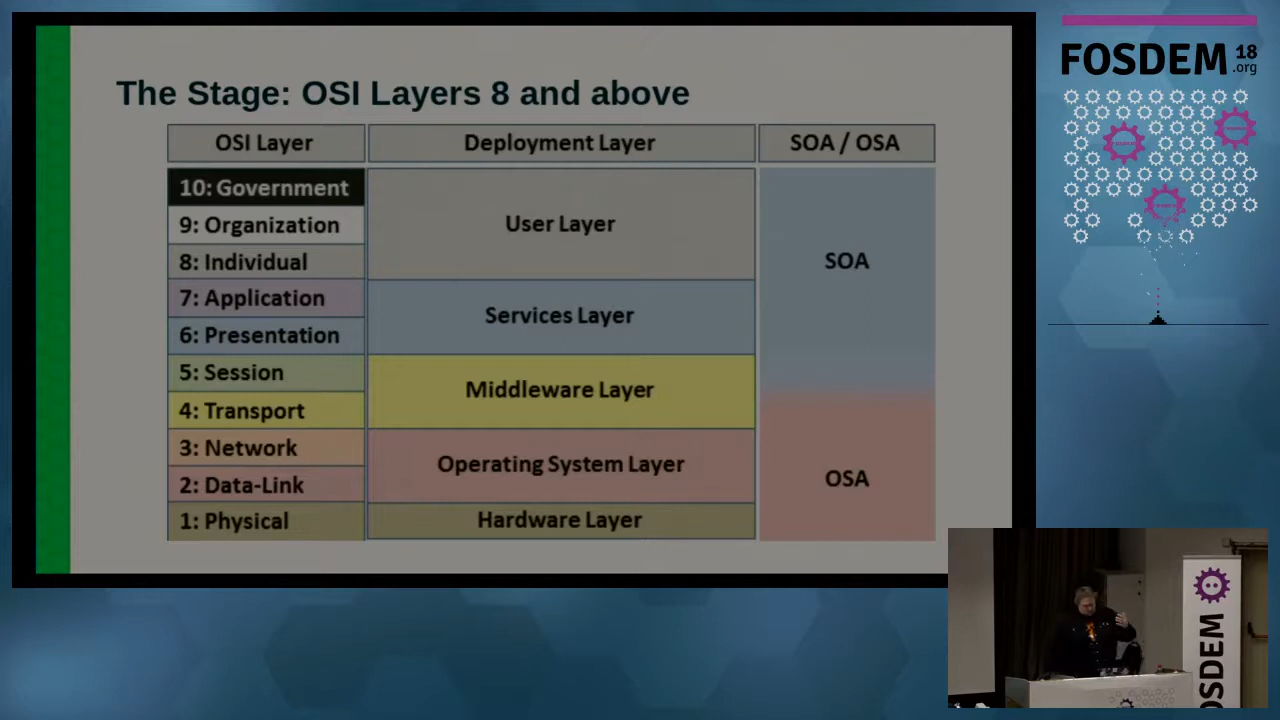 The Stage: OSI Layers 8 and above
OSI Layer
Deployment Layer
SOA / OSA
10: Government
9: Organization
8: Individual
7: Application
6: Presentation
5: Session
4: Transport
3: Network
2: Data-Link
1: Physical
User Layer
Services Layer
Middleware Layer
Operating System Layer
Hardware Layer
SOA
OSA
FOSDEM 18
.org
OSDEM